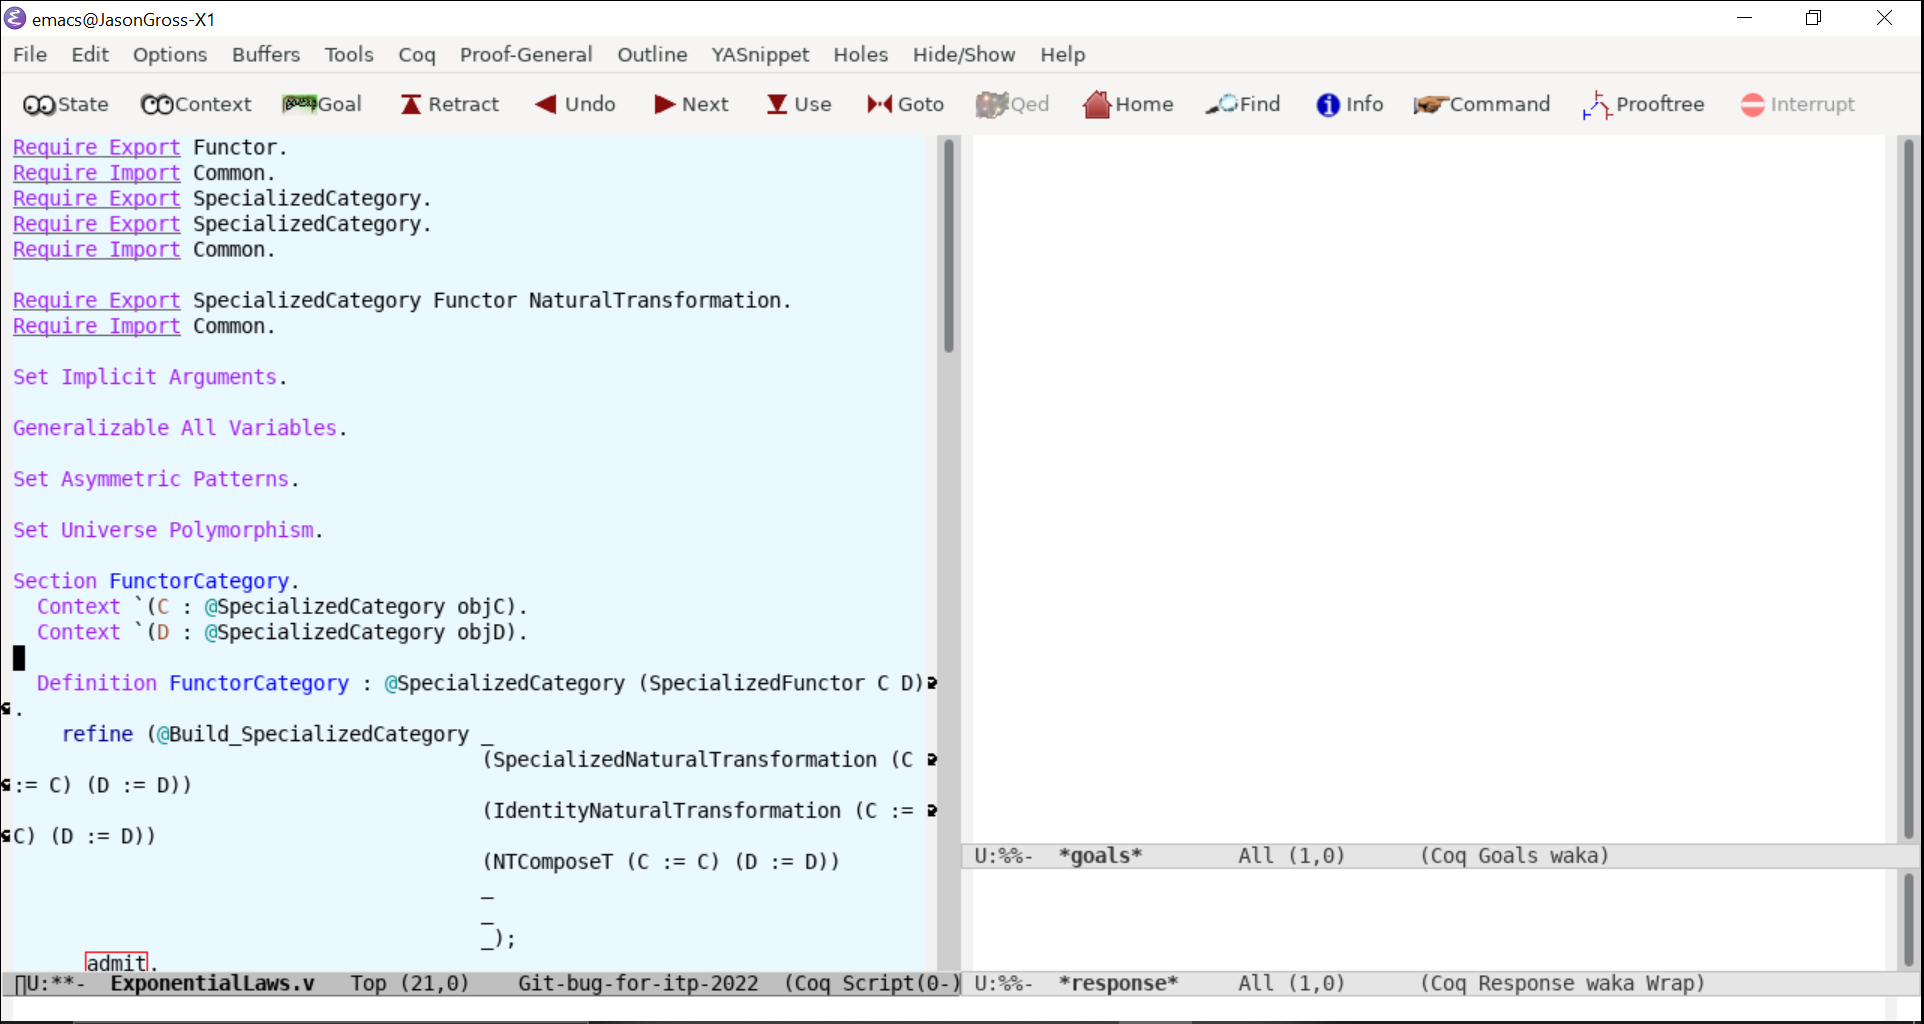 emacs@JasonGross-X1
File Edit Options Buffers Tools Coq Proof-General Outline YASnippet Holes Hide/Show Help
State Context Goal Retract Undo Next Use Goto Qed Home Find Info Command Prooftree Interrupt
Require Export Functor.
Require Import Common.
Require Export SpecializedCategory.
Require Export SpecializedCategory.
Require Import Common.
Require Export SpecializedCategory Functor NaturalTransformation.
Require Import Common.
Set Implicit Arguments.
Generalizable All Variables.
Set Asymmetric Patterns.
Set Universe Polymorphism.
Section FunctorCategory.
  Context `(C : @SpecializedCategory objC).
  Context `(D : @SpecializedCategory objD).
  Definition FunctorCategory : @SpecializedCategory (SpecializedFunctor C D)
.
    refine (@Build_SpecializedCategory _
                                       (SpecializedNaturalTransformation (C
:= C) (D := D))
                                       (IdentityNaturalTransformation (C :=
C) (D := D))
                                       (NTComposeT (C := C) (D := D))
                                       _
                                       _
                                       _);
      admit.
U:**-  ExponentialLaws.v   Top (21,0)    Git-bug-for-itp-2022  (Coq Script(0-)
U:%%-  *goals*        All (1,0)      (Coq Goals waka)
U:%%-  *response*     All (1,0)      (Coq Response waka Wrap)